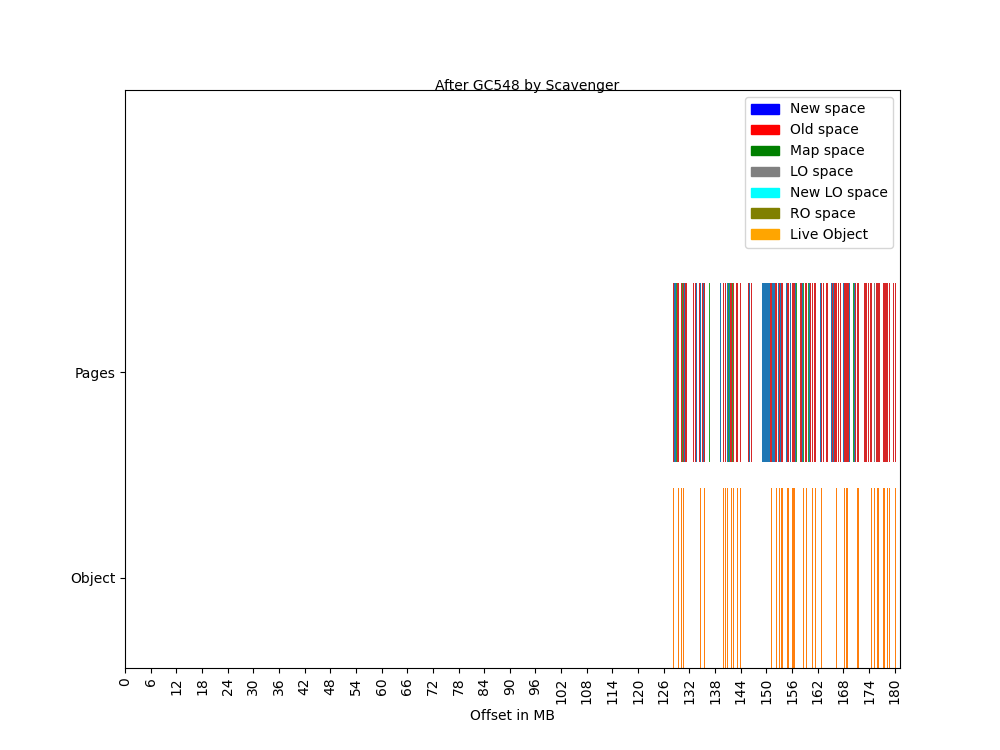 After GC548 by Scavenger
New space
Old space
Map space
LO space
New LO space
RO space
Live Object
Pages
Object
0 6 12 18 24 30 36 42 48 54 60 66 72 78 84 90 96 102 108 114 120 126 132 138 144 150 156 162 168 174 180
Offset in MB